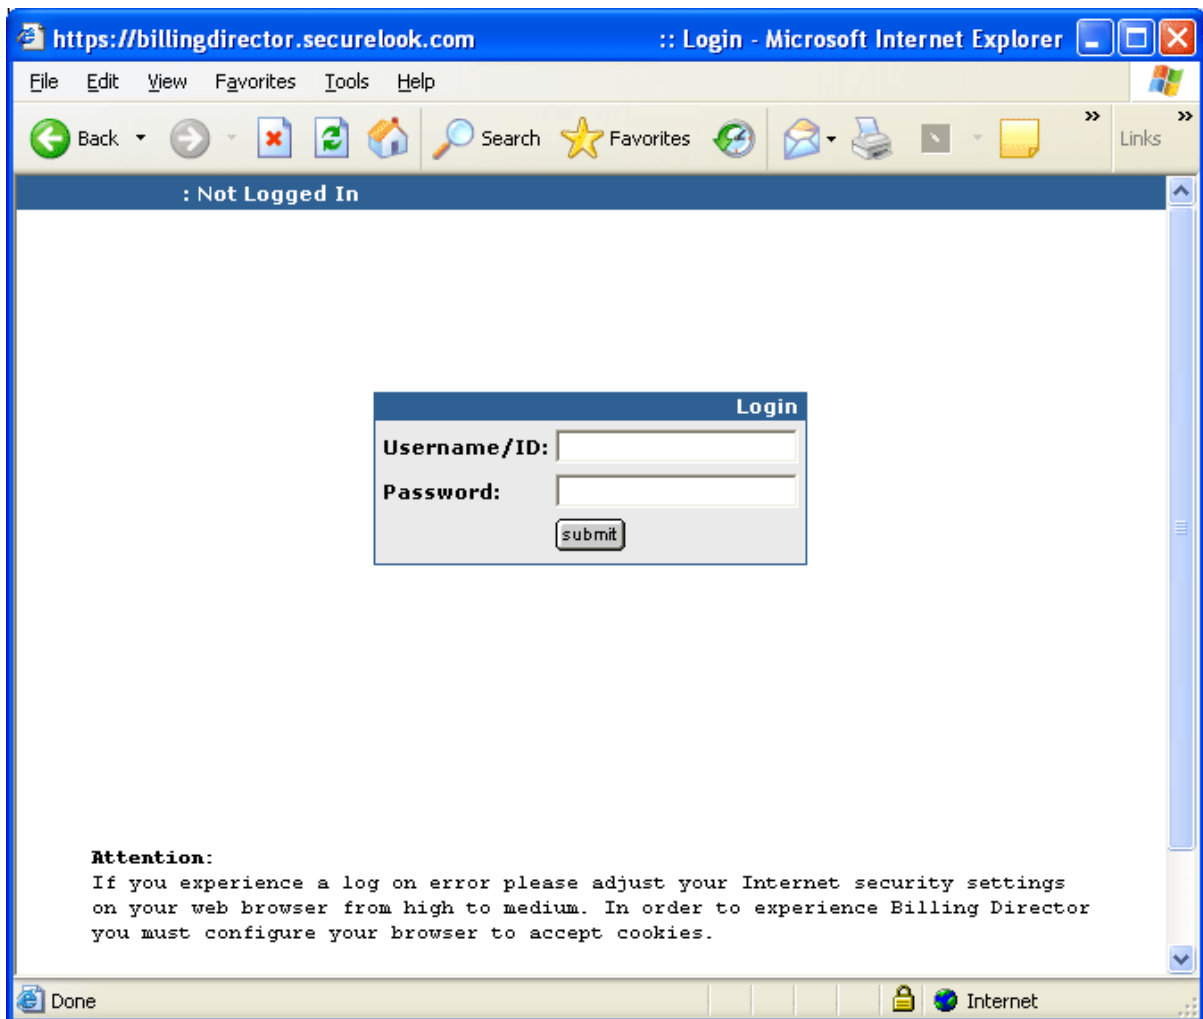 https://billingdirector.securelook.com :: Login - Microsoft Internet Explorer
File Edit View Favorites Tools Help
Back Search Favorites » Links »
: Not Logged In
Login
Username/ID:
Password:
submit
Attention:
If you experience a log on error please adjust your Internet security settings
on your web browser from high to medium. In order to experience Billing Director
you must configure your browser to accept cookies.
Done Internet